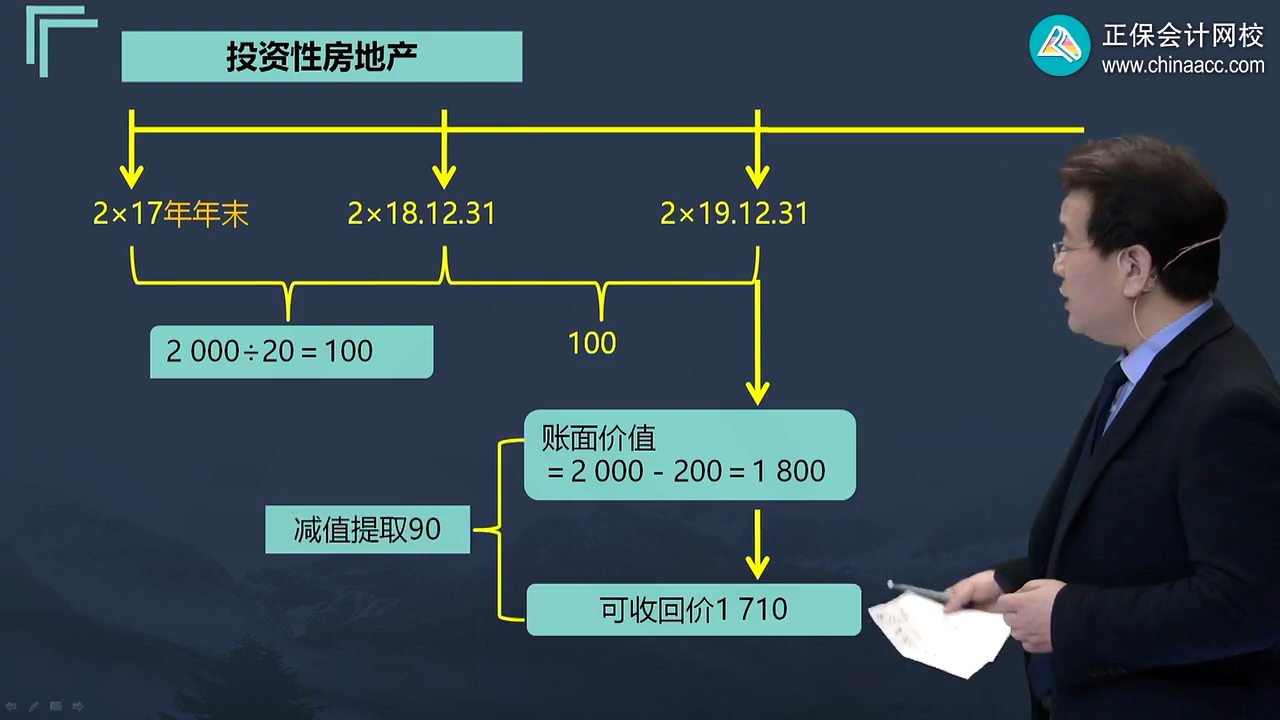 投资性房地产
正保会计网校
www.chinaacc.com
2×17年年末
2×18.12.31
2×19.12.31
2 000÷20＝100
100
账面价值
＝2 000－200＝1 800
减值提取90
可收回价1 710